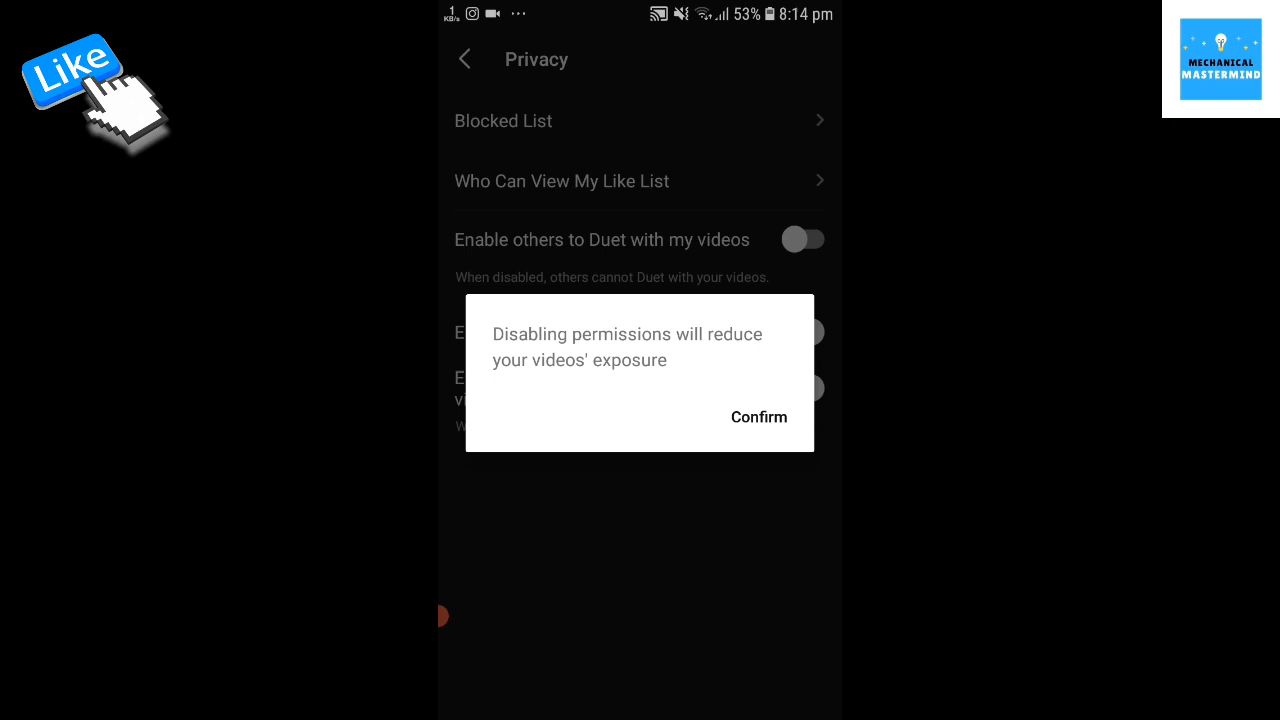 Like
1
KB/s
53% 8:14 pm
MECHANICAL
MASTERMIND
Privacy
Blocked List
Who Can View My Like List
Enable others to Duet with my videos
When disabled, others cannot Duet with your videos.
Disabling permissions will reduce
your videos' exposure
Confirm